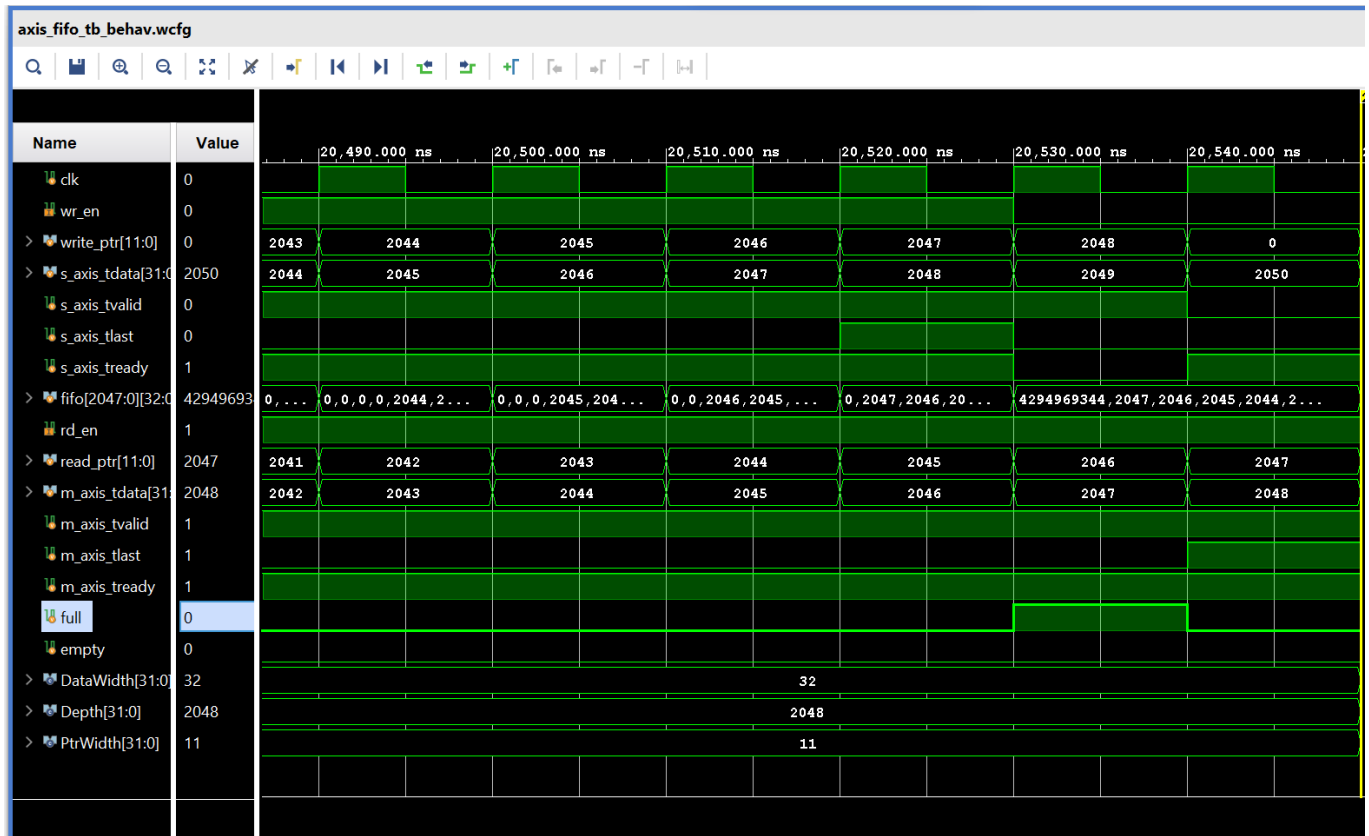 axis_fifo_tb_behav.wcfg
Name Value
20,490.000 ns 20,500.000 ns 20,510.000 ns 20,520.000 ns 20,530.000 ns 20,540.000 ns
clk 0
wr_en 0
write_ptr[11:0] 0 2043 2044 2045 2046 2047 2048 0
s_axis_tdata[31:0 2050 2044 2045 2046 2047 2048 2049 2050
s_axis_tvalid 0
s_axis_tlast 0
s_axis_tready 1
fifo[2047:0][32:0 42949693 0,... 0,0,0,0,2044,2... 0,0,0,2045,204... 0,0,2046,2045,... 0,2047,2046,20... 4294969344,2047,2046,2045,2044,2...
rd_en 1
read_ptr[11:0] 2047 2041 2042 2043 2044 2045 2046 2047
m_axis_tdata[31: 2048 2042 2043 2044 2045 2046 2047 2048
m_axis_tvalid 1
m_axis_tlast 1
m_axis_tready 1
full 0
empty 0
DataWidth[31:0] 32 32
Depth[31:0] 2048 2048
PtrWidth[31:0] 11 11